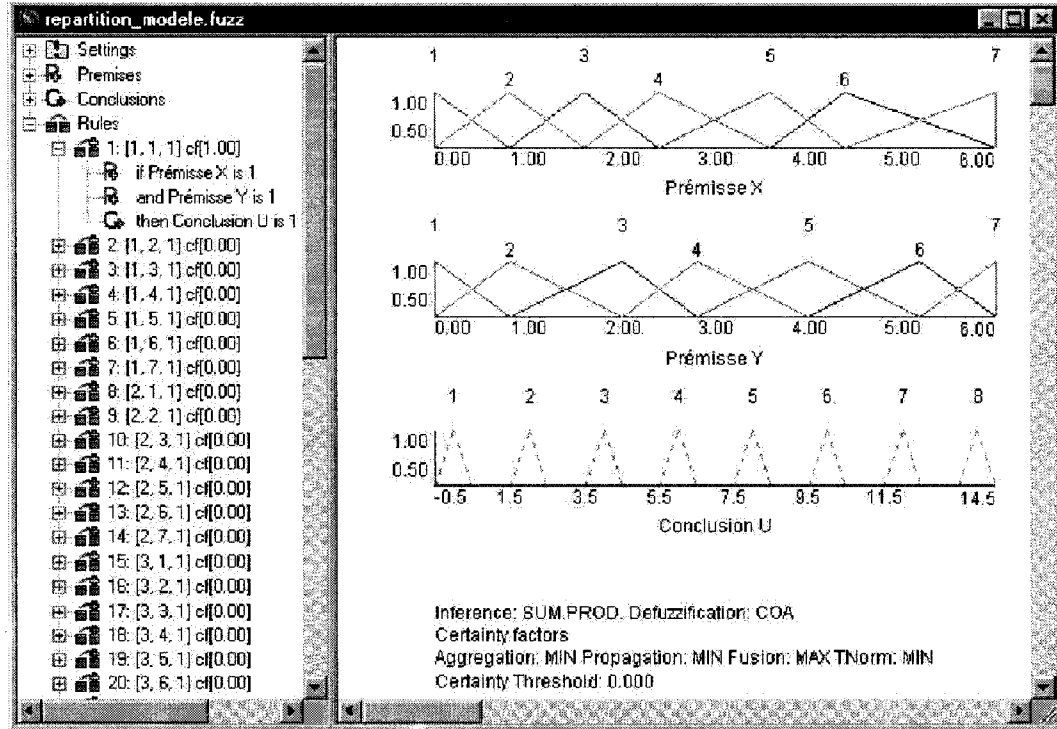 repartition_modele.fuzz
Settings
Premises
Conclusions
Rules
1: [1, 1, 1] cf[1.00]
if Prémisse X is 1
and Prémisse Y is 1
then Conclusion U is 1
2: [1, 2, 1] cf[0.00]
3: [1, 3, 1] cf[0.00]
4: [1, 4, 1] cf[0.00]
5: [1, 5, 1] cf[0.00]
6: [1, 6, 1] cf[0.00]
7: [1, 7, 1] cf[0.00]
8: [2, 1, 1] cf[0.00]
9: [2, 2, 1] cf[0.00]
10: [2, 3, 1] cf[0.00]
11: [2, 4, 1] cf[0.00]
12: [2, 5, 1] cf[0.00]
13: [2, 6, 1] cf[0.00]
14: [2, 7, 1] cf[0.00]
15: [3, 1, 1] cf[0.00]
16: [3, 2, 1] cf[0.00]
17: [3, 3, 1] cf[0.00]
18: [3, 4, 1] cf[0.00]
19: [3, 5, 1] cf[0.00]
20: [3, 6, 1] cf[0.00]
1 3 5 7
2 4 6
1.00
0.50
0.00 1.00 2.00 3.00 4.00 5.00 6.00
Prémisse X
1 3 5 7
2 4 6
1.00
0.50
0.00 1.00 2.00 3.00 4.00 5.00 6.00
Prémisse Y
1 2 3 4 5 6 7 8
1.00
0.50
-0.5 1.5 3.5 5.5 7.5 9.5 11.5 14.5
Conclusion U
Inference: SUM.PROD. Defuzzification: COA
Certainty factors
Aggregation: MIN Propagation: MIN Fusion: MAX TNorm: MIN
Certainty Threshold: 0.000